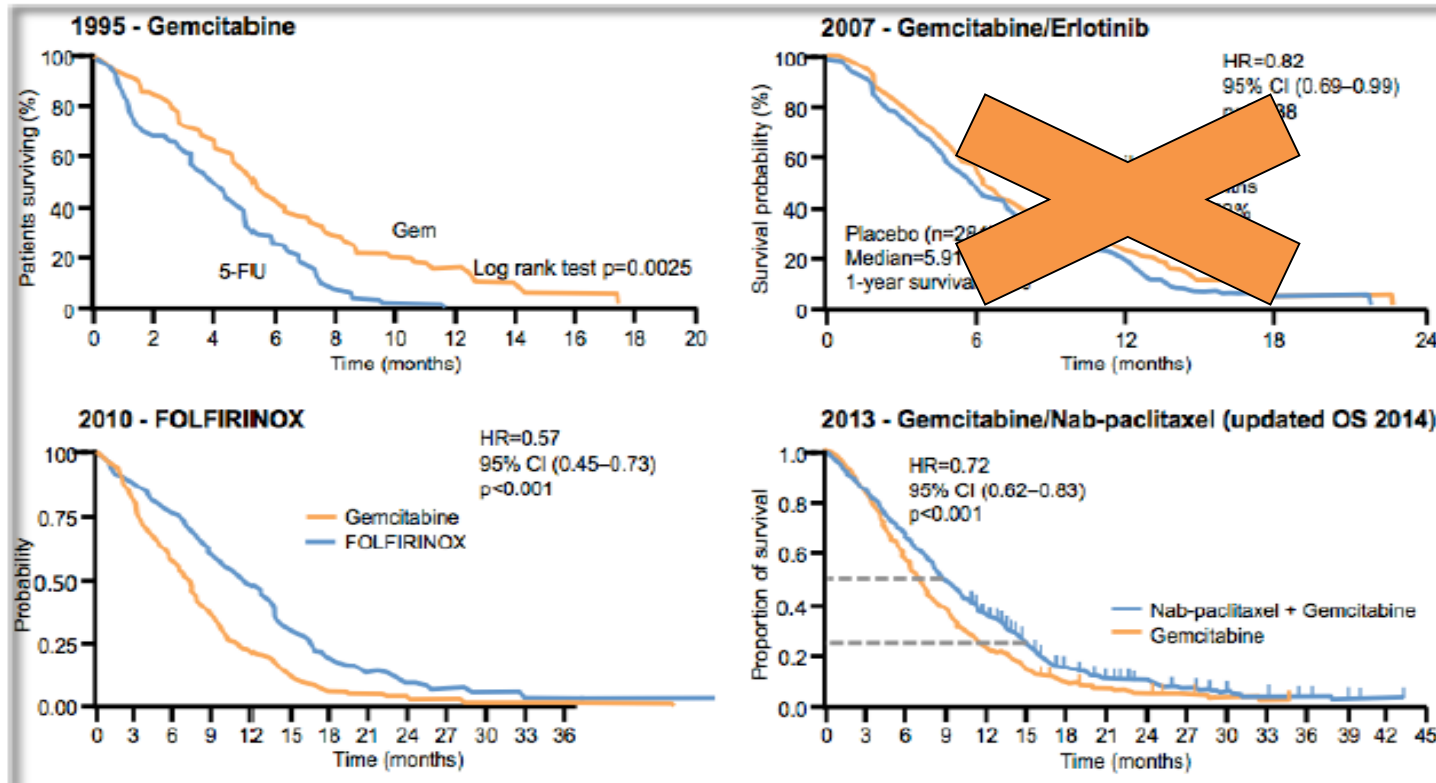 1995 - Gemcitabine
Patients surviving (%)
100
80
60
40
20
0
Gem
5-FIU
Log rank test p=0.0025
0 2 4 6 8 10 12 14 16 18 20
Time (months)
2007 - Gemcitabine/Erlotinib
Survival probability (%)
100
80
60
40
20
0
HR=0.82
95% CI (0.69–0.99)
Placebo (n=28
Median=5.91
1-year survival
0 6 12 18 24
Time (months)
2010 - FOLFIRINOX
Probability
100
0.75
0.50
0.25
0.00
HR=0.57
95% CI (0.45–0.73)
p<0.001
Gemcitabine
FOLFIRINOX
0 3 6 9 12 15 18 21 24 27 30 33 36
Time (months)
2013 - Gemcitabine/Nab-paclitaxel (updated OS 2014)
Proportion of survival
1.0
0.8
0.6
0.4
0.2
0.0
HR=0.72
95% CI (0.62–0.83)
p<0.001
Nab-paclitaxel + Gemcitabine
Gemcitabine
0 3 6 9 12 15 18 21 24 27 30 33 36 39 42 45
Time (months)